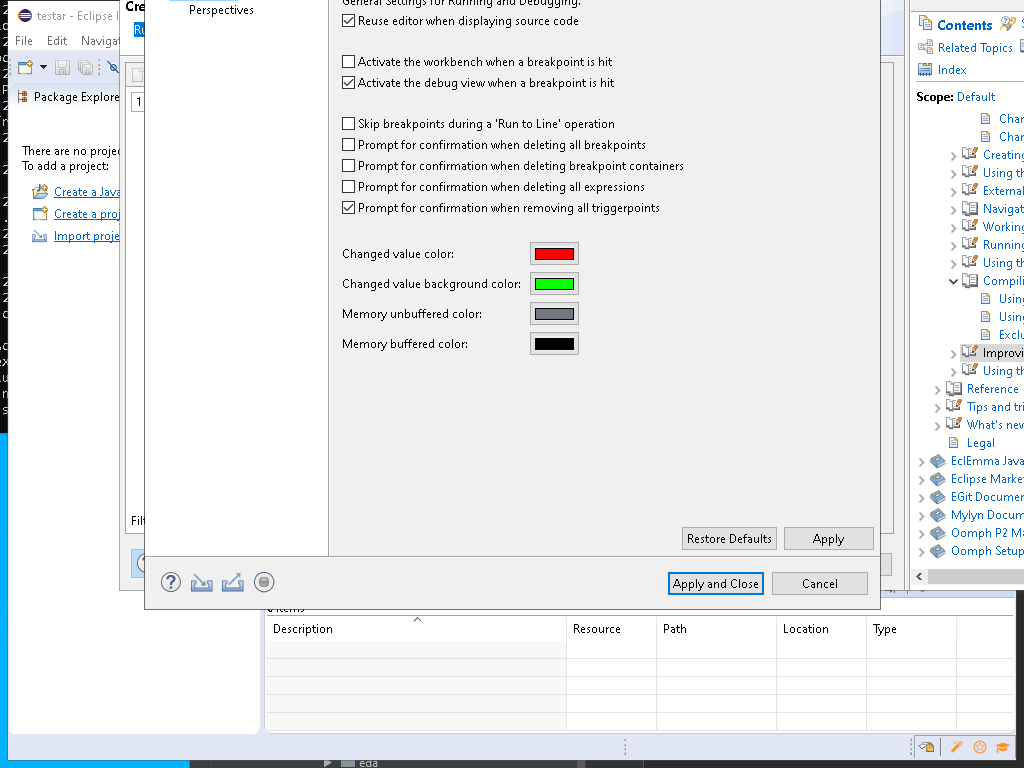 testar - Eclipse I
File Edit Navigat
Package Explore
There are no projec
To add a project:
Create a Java
Create a proj
Import proje
Cre
Ru
1
Filt
Perspectives
General Settings for Running and Debugging.
Reuse editor when displaying source code
Activate the workbench when a breakpoint is hit
Activate the debug view when a breakpoint is hit
Skip breakpoints during a 'Run to Line' operation
Prompt for confirmation when deleting all breakpoints
Prompt for confirmation when deleting breakpoint containers
Prompt for confirmation when deleting all expressions
Prompt for confirmation when removing all triggerpoints
Changed value color:
Changed value background color:
Memory unbuffered color:
Memory buffered color:
Restore Defaults Apply
Apply and Close Cancel
Contents
Related Topics
Index
Scope: Default
Char
Char
Creating
Using th
External
Navigat
Working
Running
Using th
Compili
Using
Using
Exclu
Improvi
Using th
Reference
Tips and tri
What's new
Legal
EclEmma Java
Eclipse Marke
EGit Documer
Mylyn Docum
Oomph P2 Ma
Oomph Setup
items
Description Resource Path Location Type
eda